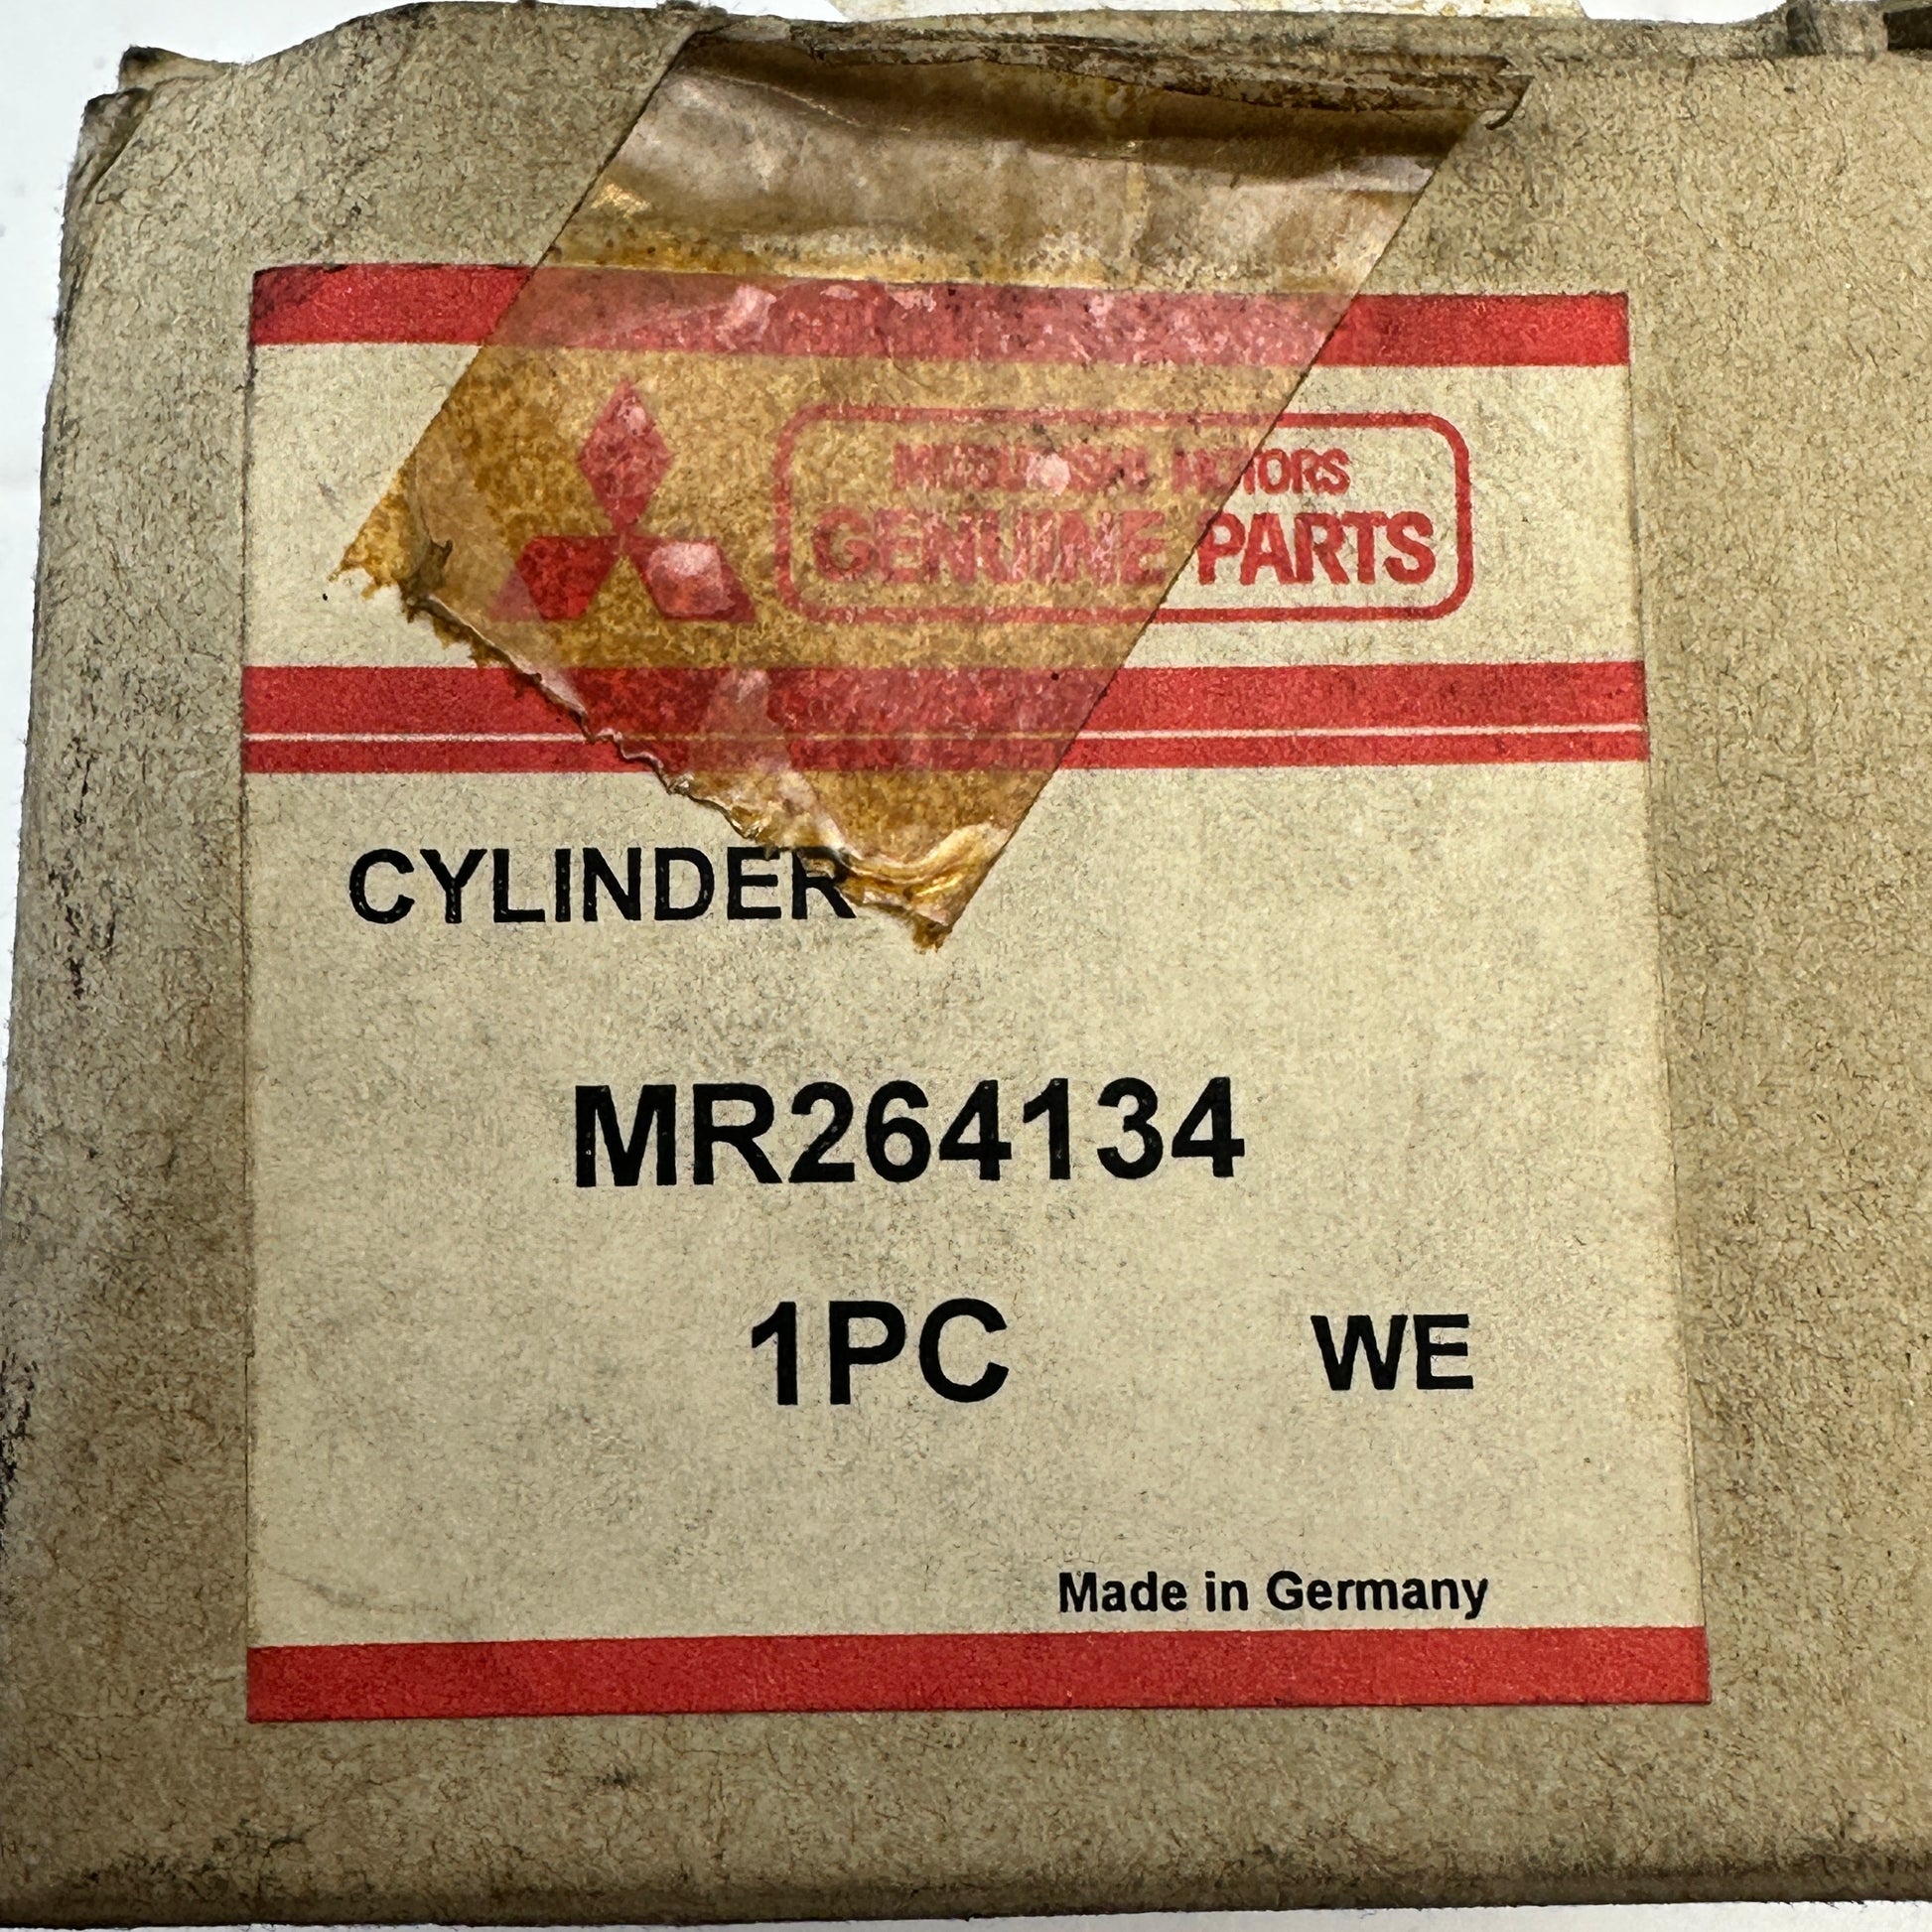 MITSUBISHI MOTORS
GENUINE PARTS
CYLINDER
MR264134
1PC WE
Made in Germany